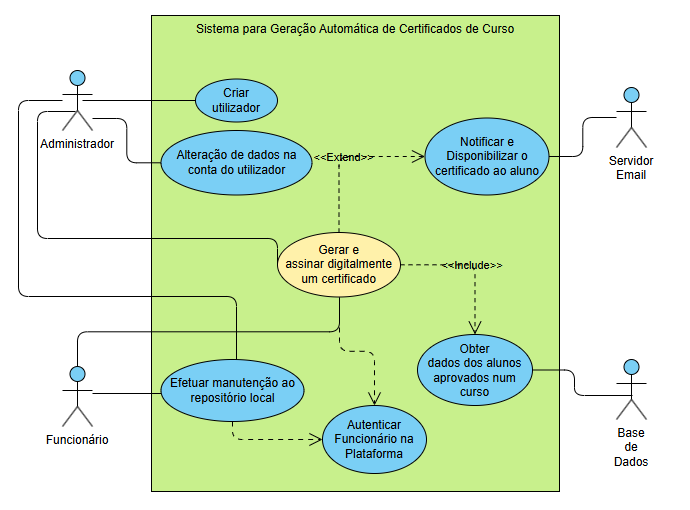 Sistema para Geração Automática de Certificados de Curso
Criar
utilizador
Administrador
Alteração de dados na
conta do utilizador
<<Extend>>
Notificar e
Disponibilizar o
certificado ao aluno
Servidor
Email
Gerar e
assinar digitalmente
um certificado
<<Include>>
Obter
dados dos alunos
aprovados num
curso
Efetuar manutenção ao
repositório local
Funcionário
Autenticar
Funcionário na
Plataforma
Base
de
Dados